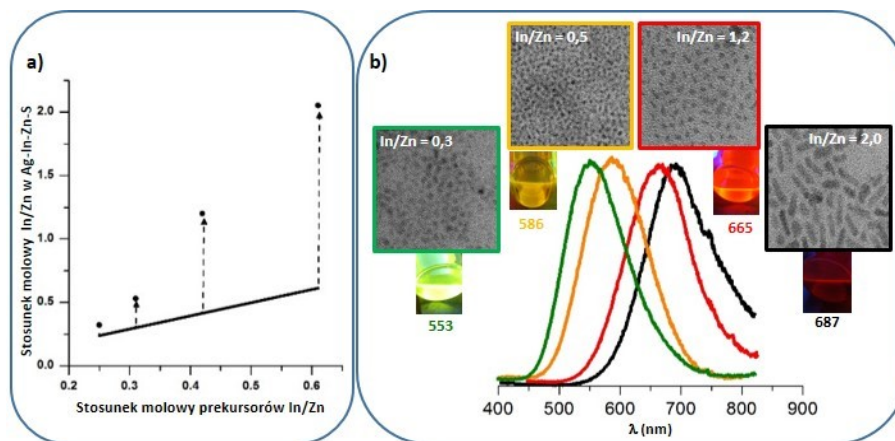 a)
Stosunek molowy In/Zn w Ag-In-Zn-S
2.0
1.5
1.0
0.5
0.0
0.2
0.3
0.4
0.5
0.6
Stosunek molowy prekursorów In/Zn
b)
In/Zn = 0,5
In/Zn = 1,2
In/Zn = 0,3
In/Zn = 2,0
586
665
553
687
400
500
600
700
800
900
λ (nm)